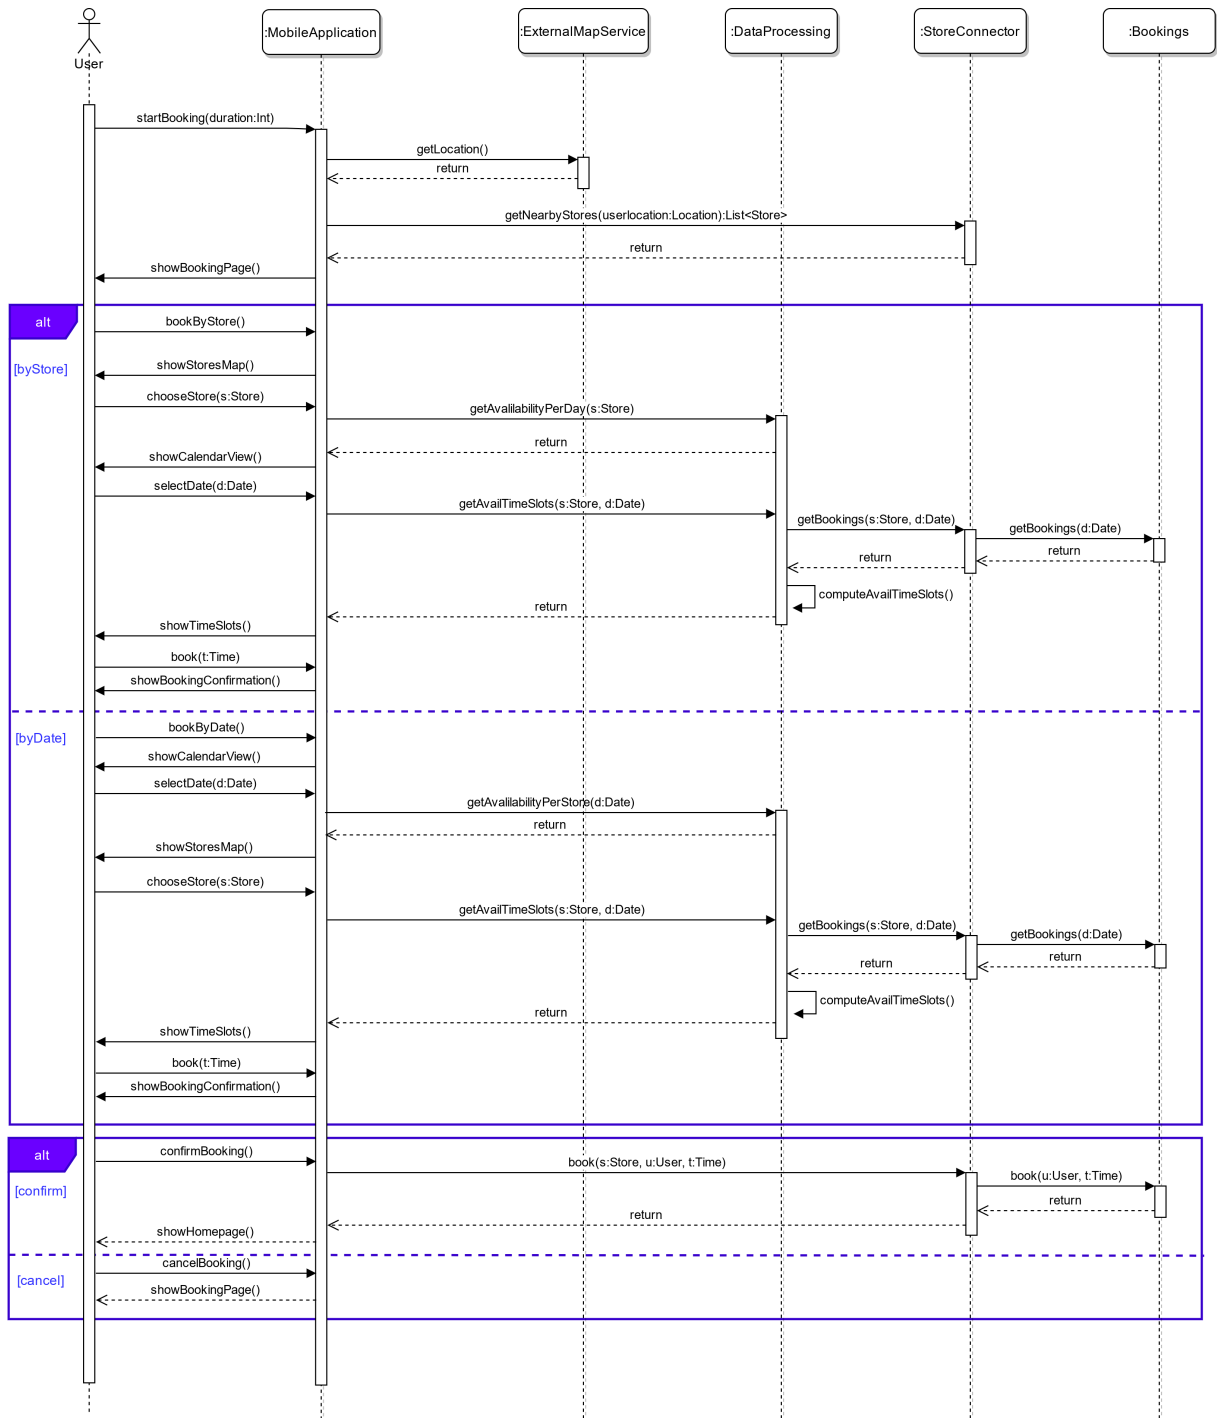 :MobileApplication
:ExternalMapService
:DataProcessing
:StoreConnector
:Bookings
User
startBooking(duration:Int)
getLocation()
return
getNearbyStores(userlocation:Location):List<Store>
return
showBookingPage()
alt
bookByStore()
[byStore]
showStoresMap()
chooseStore(s:Store)
getAvalilabilityPerDay(s:Store)
return
showCalendarView()
selectDate(d:Date)
getAvailTimeSlots(s:Store, d:Date)
getBookings(s:Store, d:Date)
getBookings(d:Date)
return
return
computeAvailTimeSlots()
return
showTimeSlots()
book(t:Time)
showBookingConfirmation()
bookByDate()
[byDate]
showCalendarView()
selectDate(d:Date)
getAvalilabilityPerStore(d:Date)
return
showStoresMap()
chooseStore(s:Store)
getAvailTimeSlots(s:Store, d:Date)
getBookings(s:Store, d:Date)
getBookings(d:Date)
return
return
computeAvailTimeSlots()
return
showTimeSlots()
book(t:Time)
showBookingConfirmation()
alt
confirmBooking()
book(s:Store, u:User, t:Time)
book(u:User, t:Time)
[confirm]
return
return
showHomepage()
cancelBooking()
[cancel]
showBookingPage()